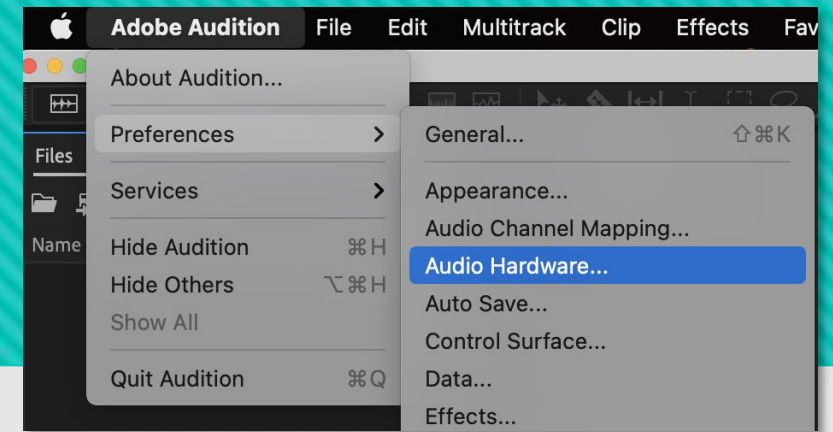 Adobe Audition File Edit Multitrack Clip Effects Fav
About Audition...
Preferences
Services
Hide Audition ⌘H
Hide Others ⌥⌘H
Show All
Quit Audition ⌘Q
General... ⇧⌘K
Appearance...
Audio Channel Mapping...
Audio Hardware...
Auto Save...
Control Surface...
Data...
Effects...
Files
Name